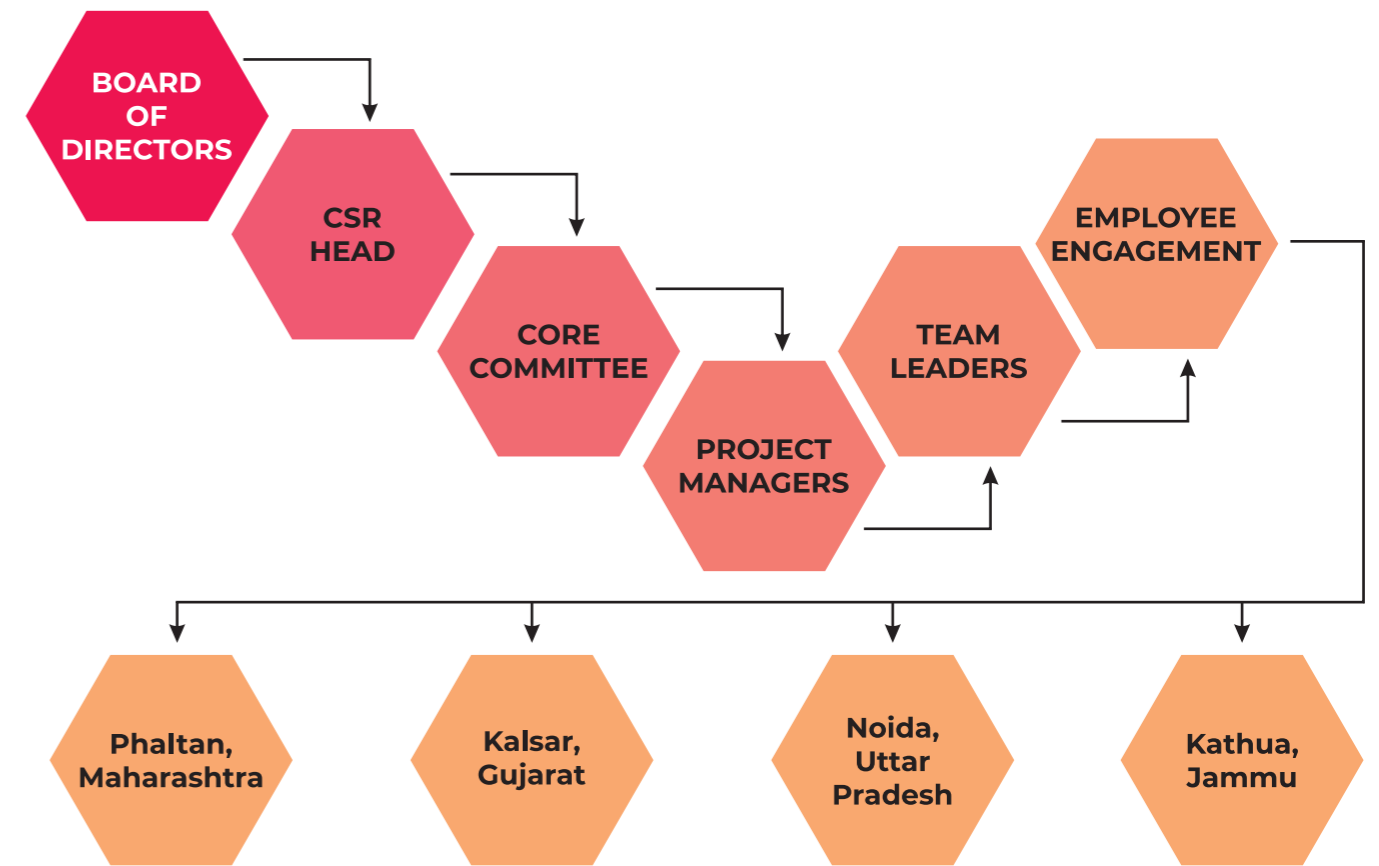 BOARD
OF
DIRECTORS
CSR
HEAD
CORE
COMMITTEE
PROJECT
MANAGERS
TEAM
LEADERS
EMPLOYEE
ENGAGEMENT
Phaltan,
Maharashtra
Kalsar,
Gujarat
Noida,
Uttar
Pradesh
Kathua,
Jammu